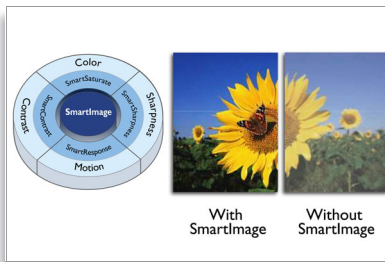 Color
SmartSaturate
Contrast
SmartContrast
SmartImage
SmartSharpness
Sharpness
SmartResponse
Motion
With
SmartImage
Without
SmartImage